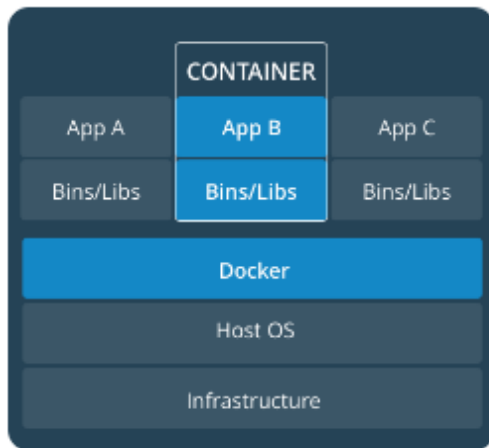 CONTAINER
App A App B App C
Bins/Libs Bins/Libs Bins/Libs
Docker
Host OS
Infrastructure